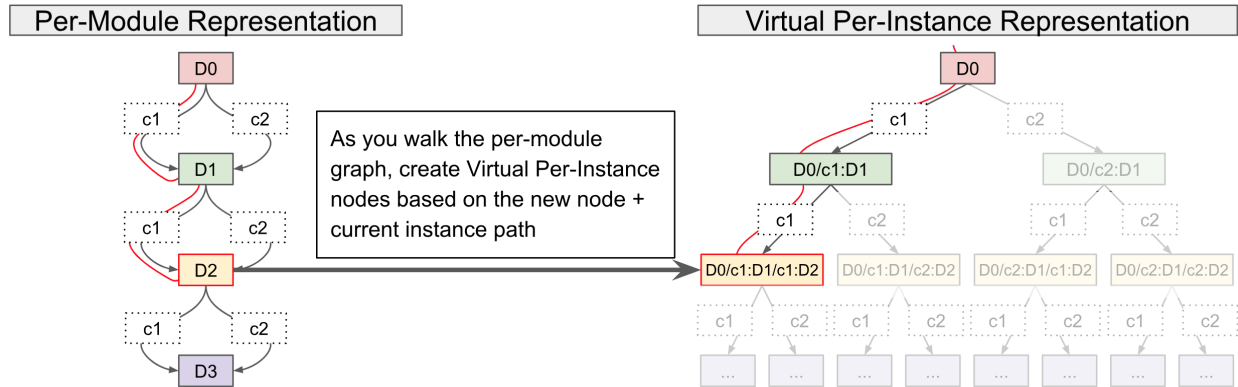 Per-Module Representation
D0
c1
c2
D1
c1
c2
D2
c1
c2
D3
As you walk the per-module
graph, create Virtual Per-Instance
nodes based on the new node +
current instance path
Virtual Per-Instance Representation
D0
c1
c2
D0/c1:D1
D0/c2:D1
c1
c2
c1
c2
D0/c1:D1/c1:D2
D0/c1:D1/c2:D2
D0/c2:D1/c1:D2
D0/c2:D1/c2:D2
c1
c2
c1
c2
c1
c2
c1
c2
...
...
...
...
...
...
...
...